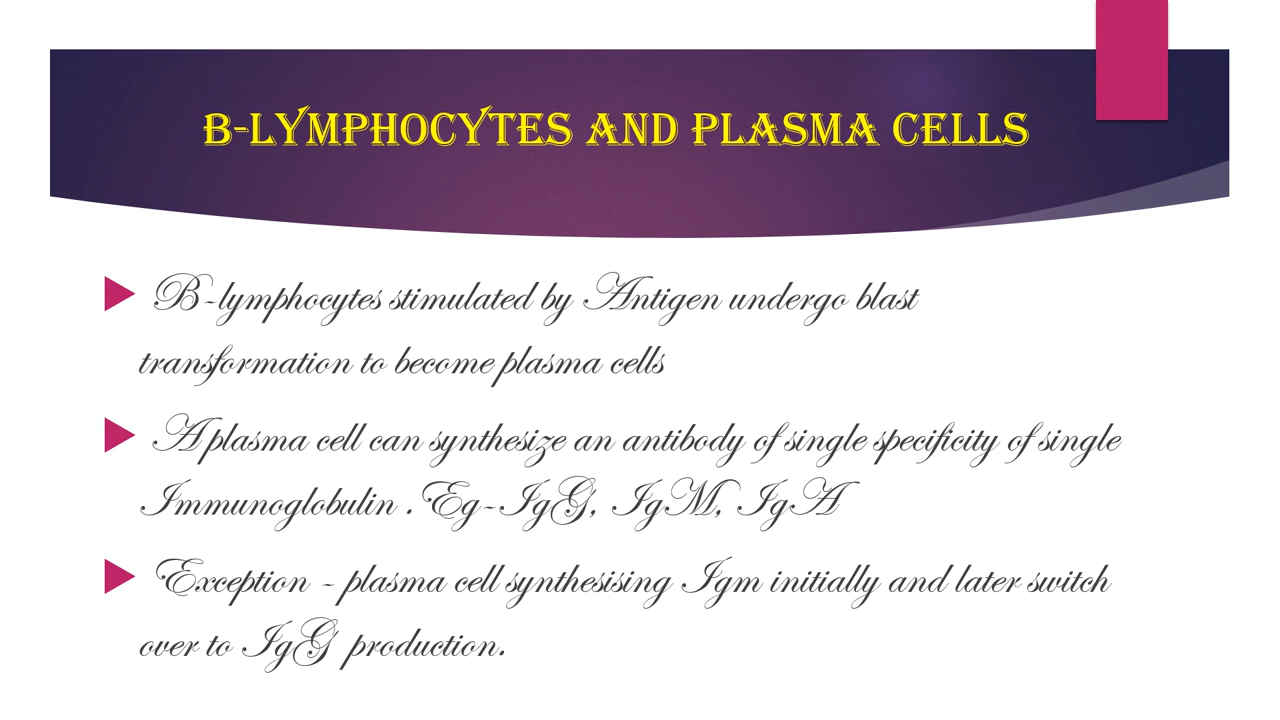 B-LYMPHOCYTES AND PLASMA CELLS
B-lymphocytes stimulated by Antigen undergo blast
transformation to become plasma cells
A plasma cell can synthesize an antibody of single specificity of single
Immunoglobulin . Eg-IgG, IgM, IgA
Exception - plasma cell synthesising Igm initially and later switch
over to IgG production.